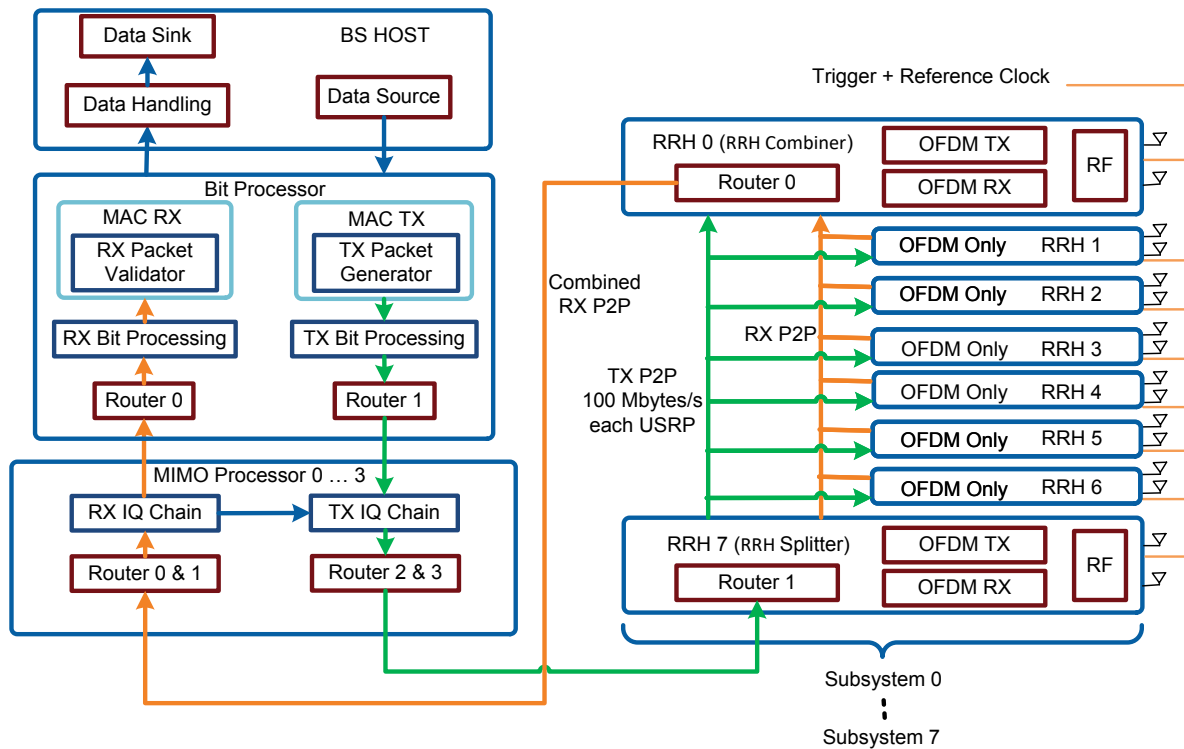 Data Sink
BS HOST
Data Handling
Data Source
Bit Processor
MAC RX
RX Packet
Validator
MAC TX
TX Packet
Generator
RX Bit Processing
TX Bit Processing
Router 0
Router 1
MIMO Processor 0 … 3
RX IQ Chain
TX IQ Chain
Router 0 & 1
Router 2 & 3
Combined
RX P2P
TX P2P
100 Mbytes/s
each USRP
RX P2P
Trigger + Reference Clock
RRH 0 (RRH Combiner)
Router 0
OFDM TX
OFDM RX
RF
OFDM Only RRH 1
OFDM Only RRH 2
OFDM Only RRH 3
OFDM Only RRH 4
OFDM Only RRH 5
OFDM Only RRH 6
RRH 7 (RRH Splitter)
Router 1
OFDM TX
OFDM RX
RF
Subsystem 0
Subsystem 7